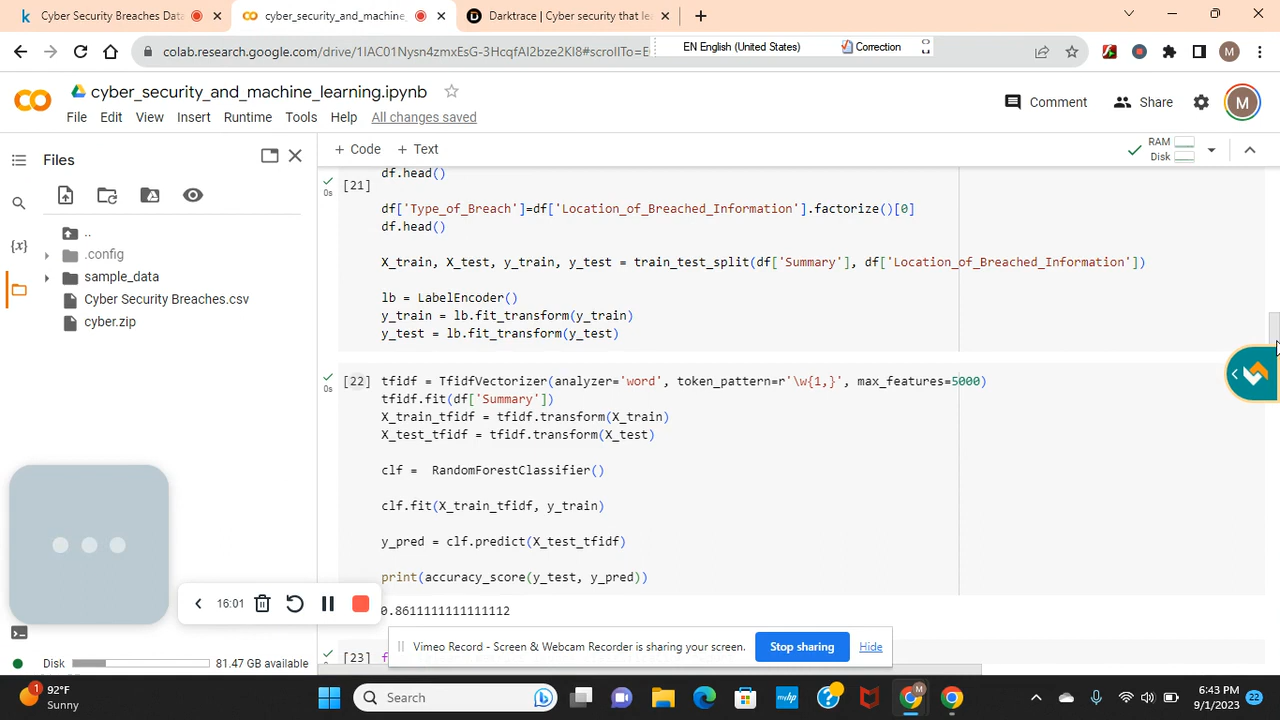 Cyber Security Breaches Data
cyber_security_and_machine_
Darktrace | Cyber security that le
colab.research.google.com/drive/1IAC01Nysn4zmxEsG-3HcqfAI2bze2KI8#scrollTo=E
EN English (United States)
Correction
M
cyber_security_and_machine_learning.ipynb
File Edit View Insert Runtime Tools Help All changes saved
Comment
Share
M
Files
+ Code + Text
RAM
Disk
..
.config
sample_data
Cyber Security Breaches.csv
cyber.zip
{x}
df.head()
[21]
0s
df['Type_of_Breach']=df['Location_of_Breached_Information'].factorize()[0]
df.head()
X_train, X_test, y_train, y_test = train_test_split(df['Summary'], df['Location_of_Breached_Information'])
lb = LabelEncoder()
y_train = lb.fit_transform(y_train)
y_test = lb.fit_transform(y_test)
[22] tfidf = TfidfVectorizer(analyzer='word', token_pattern=r'\w{1,}', max_features=5000)
0s
tfidf.fit(df['Summary'])
X_train_tfidf = tfidf.transform(X_train)
X_test_tfidf = tfidf.transform(X_test)
clf =  RandomForestClassifier()
clf.fit(X_train_tfidf, y_train)
y_pred = clf.predict(X_test_tfidf)
print(accuracy_score(y_test, y_pred))
0.8611111111111112
[23] f
16:01
Vimeo Record - Screen & Webcam Recorder is sharing your screen.
Stop sharing
Hide
Disk
81.47 GB available
1
92°F
Sunny
Search
6:43 PM
9/1/2023
22